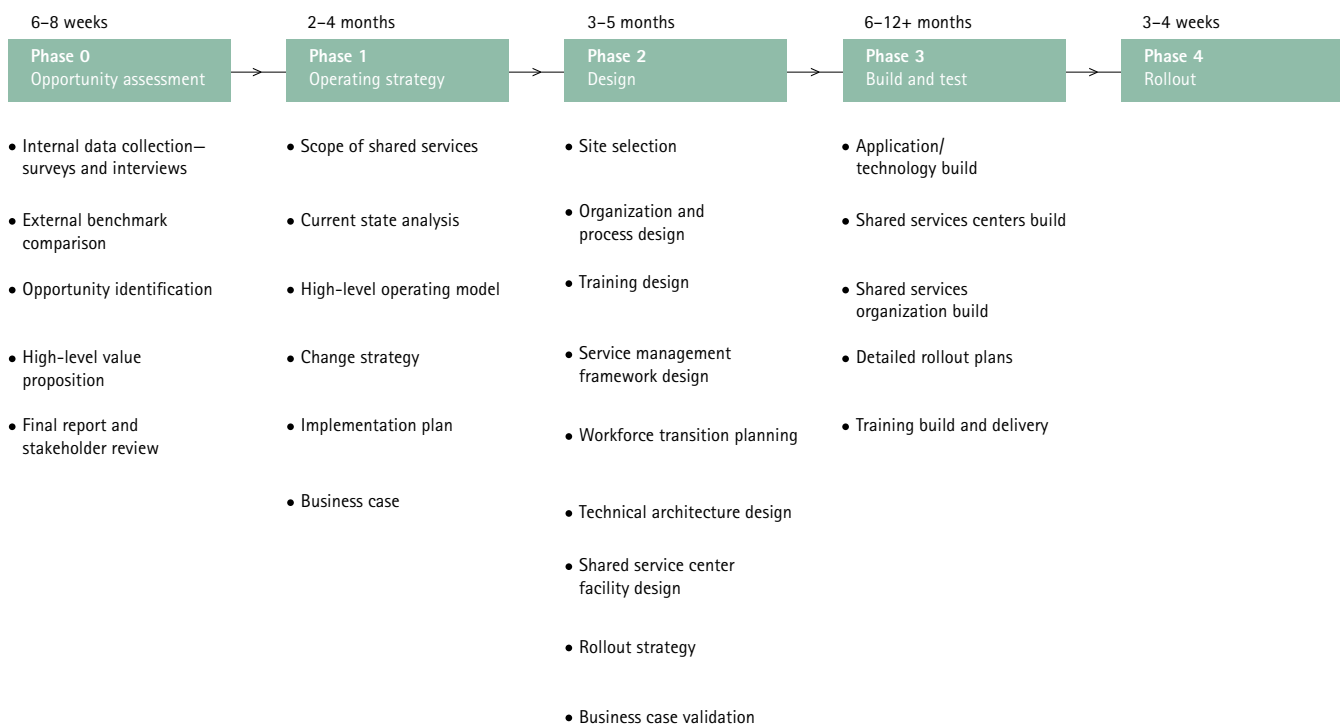 6–8 weeks
Phase 0
Opportunity assessment
• Internal data collection—
surveys and interviews
• External benchmark
comparison
• Opportunity identification
• High-level value
proposition
• Final report and
stakeholder review
2–4 months
Phase 1
Operating strategy
• Scope of shared services
• Current state analysis
• High-level operating model
• Change strategy
• Implementation plan
• Business case
3–5 months
Phase 2
Design
• Site selection
• Organization and
process design
• Training design
• Service management
framework design
• Workforce transition planning
• Technical architecture design
• Shared service center
facility design
• Rollout strategy
• Business case validation
6–12+ months
Phase 3
Build and test
• Application/
technology build
• Shared services centers build
• Shared services
organization build
• Detailed rollout plans
• Training build and delivery
3–4 weeks
Phase 4
Rollout